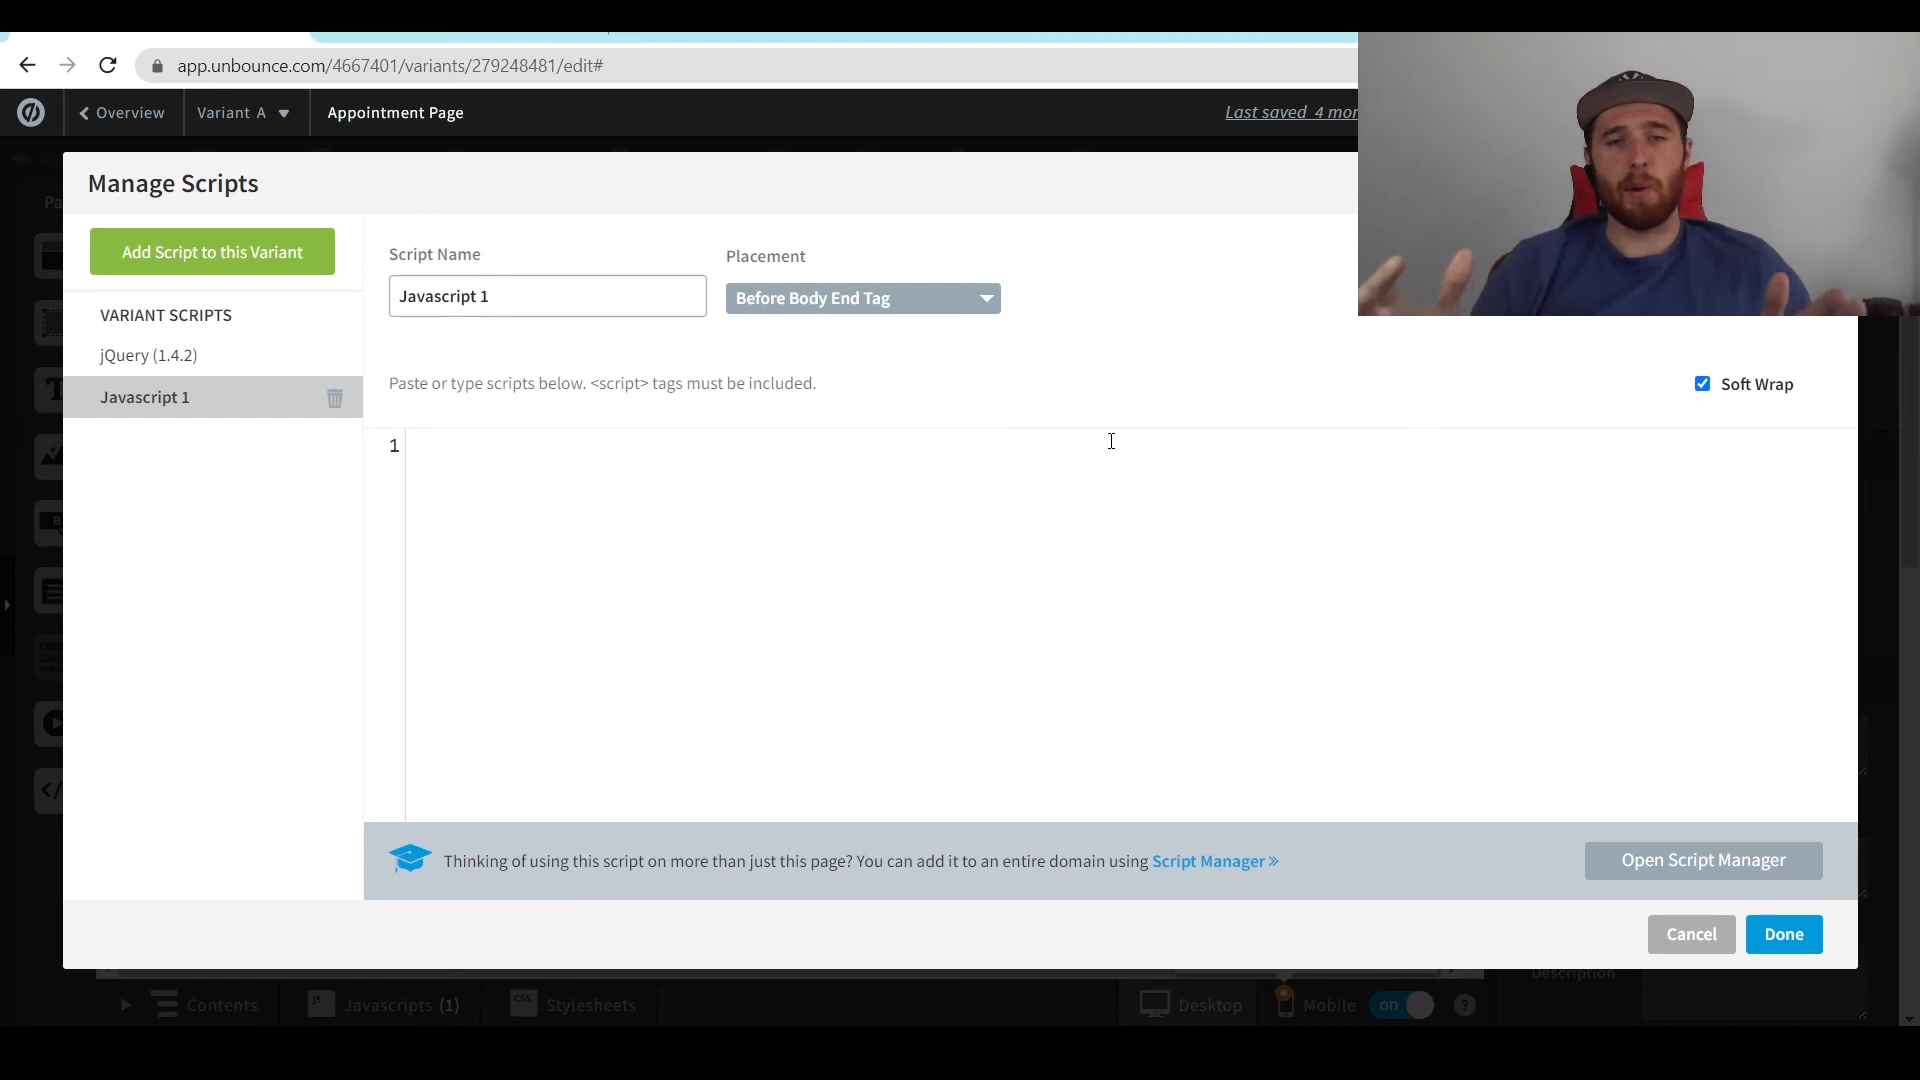 app.unbounce.com/4667401/variants/279248481/edit#
Overview
Variant A
Appointment Page
Last saved 4 mon
Manage Scripts
Add Script to this Variant
VARIANT SCRIPTS
jQuery (1.4.2)
Javascript 1
Script Name
Javascript 1
Placement
Before Body End Tag
Paste or type scripts below. <script> tags must be included.
Soft Wrap
1
Thinking of using this script on more than just this page? You can add it to an entire domain using Script Manager »
Open Script Manager
Cancel
Done
Description
Contents
JS
Javascripts (1)
CSS
Stylesheets
Desktop
Mobile
on
?